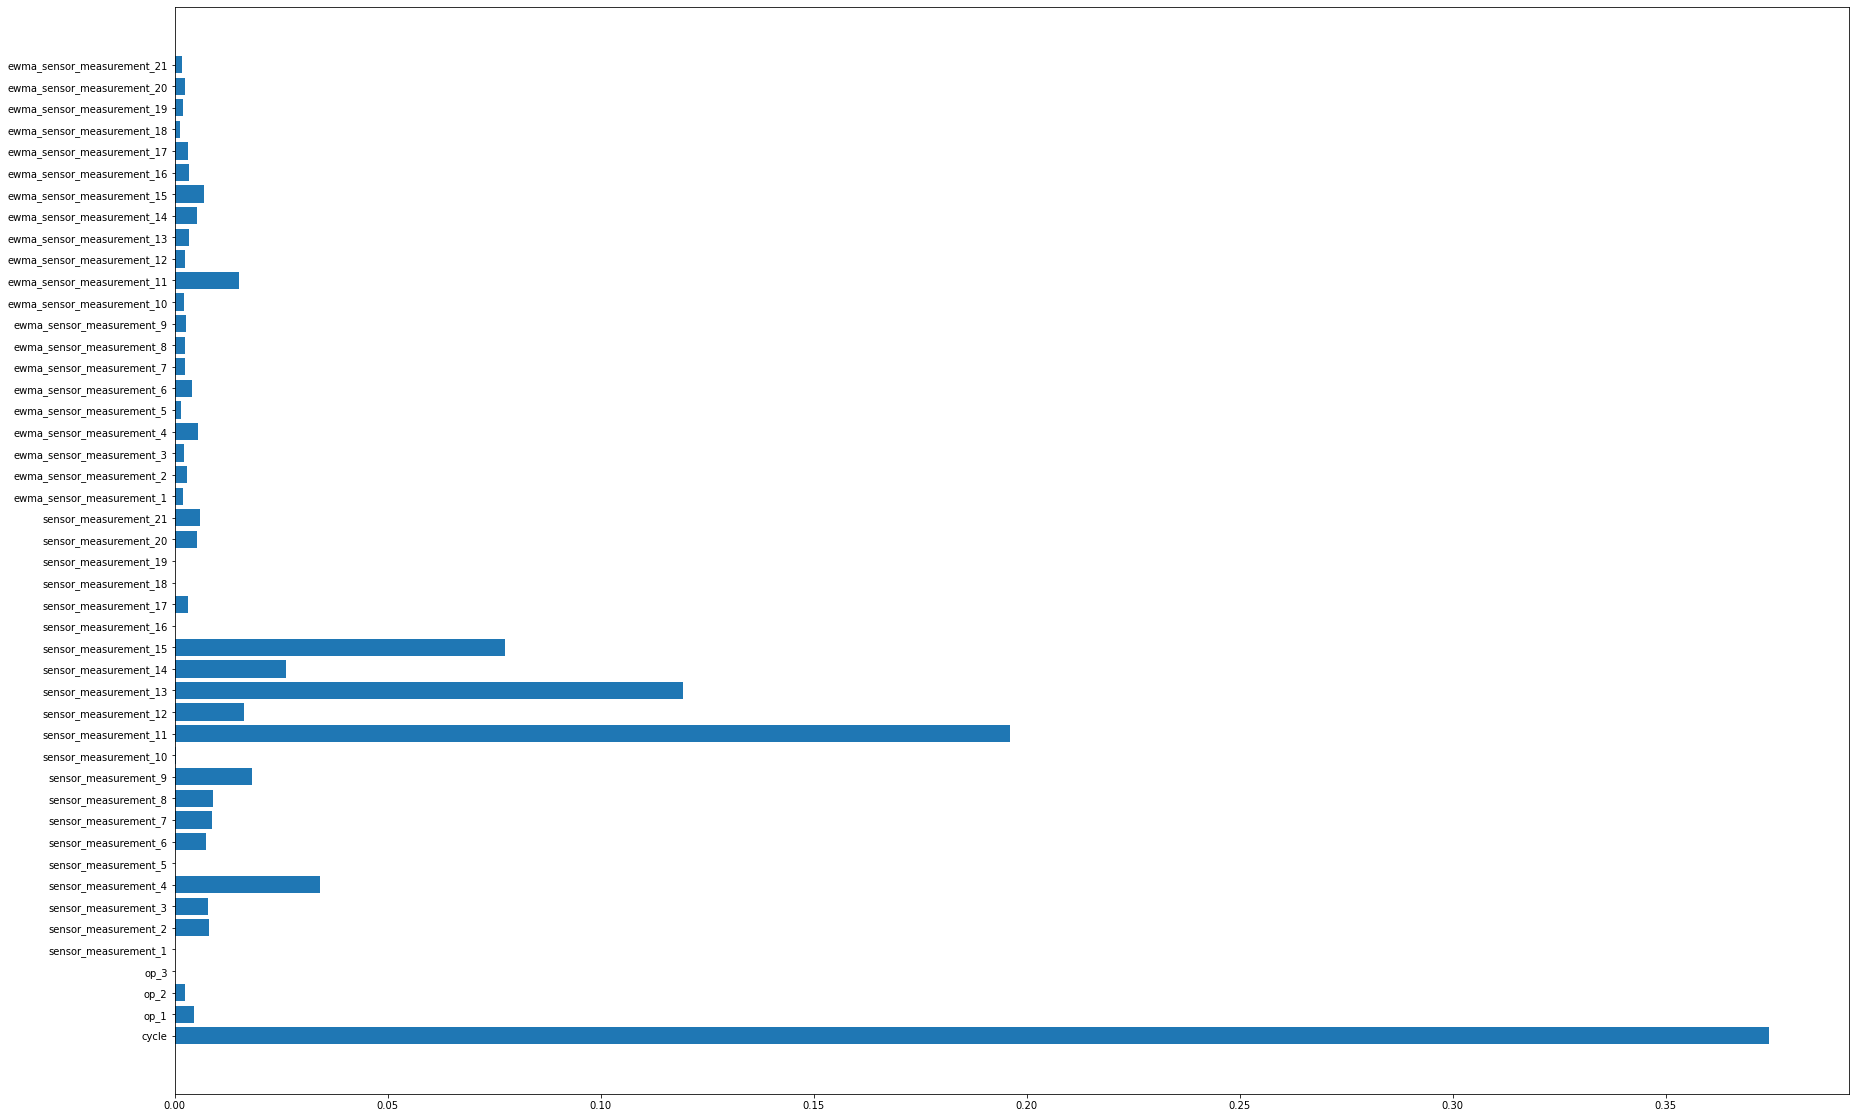 ewma_sensor_measurement_21
ewma_sensor_measurement_20
ewma_sensor_measurement_19
ewma_sensor_measurement_18
ewma_sensor_measurement_17
ewma_sensor_measurement_16
ewma_sensor_measurement_15
ewma_sensor_measurement_14
ewma_sensor_measurement_13
ewma_sensor_measurement_12
ewma_sensor_measurement_11
ewma_sensor_measurement_10
ewma_sensor_measurement_9
ewma_sensor_measurement_8
ewma_sensor_measurement_7
ewma_sensor_measurement_6
ewma_sensor_measurement_5
ewma_sensor_measurement_4
ewma_sensor_measurement_3
ewma_sensor_measurement_2
ewma_sensor_measurement_1
sensor_measurement_21
sensor_measurement_20
sensor_measurement_19
sensor_measurement_18
sensor_measurement_17
sensor_measurement_16
sensor_measurement_15
sensor_measurement_14
sensor_measurement_13
sensor_measurement_12
sensor_measurement_11
sensor_measurement_10
sensor_measurement_9
sensor_measurement_8
sensor_measurement_7
sensor_measurement_6
sensor_measurement_5
sensor_measurement_4
sensor_measurement_3
sensor_measurement_2
sensor_measurement_1
op_3
op_2
op_1
cycle
0.00 0.05 0.10 0.15 0.20 0.25 0.30 0.35